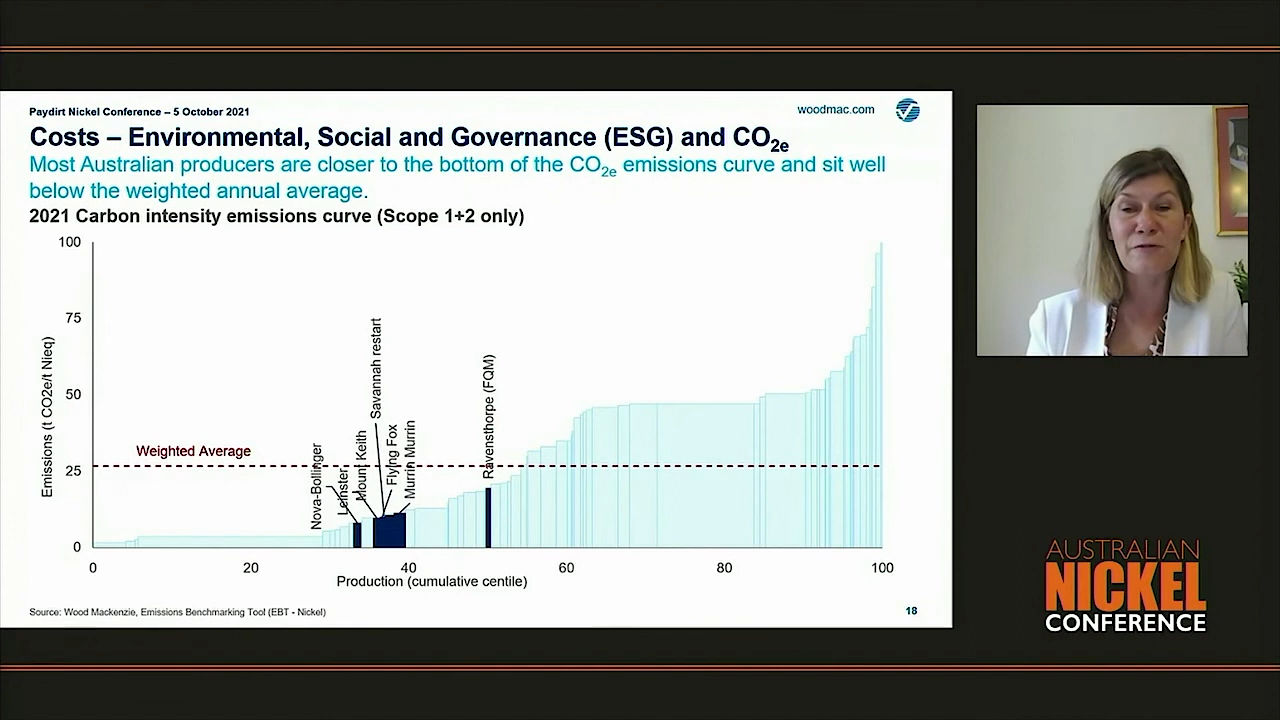 Paydirt Nickel Conference – 5 October 2021
woodmac.com
Costs – Environmental, Social and Governance (ESG) and CO2e
Most Australian producers are closer to the bottom of the CO2e emissions curve and sit well
below the weighted annual average.
2021 Carbon intensity emissions curve (Scope 1+2 only)
Emissions (t CO2e/t Nieq)
100
75
50
25
0
Weighted Average
Nova-Bollinger
Leinster
Mount Keith
Savannah restart
Flying Fox
Murrin Murrin
Ravensthorpe (FQM)
0 20 40 60 80 100
Production (cumulative centile)
Source: Wood Mackenzie, Emissions Benchmarking Tool (EBT - Nickel)
18
AUSTRALIAN
NICKEL
CONFERENCE